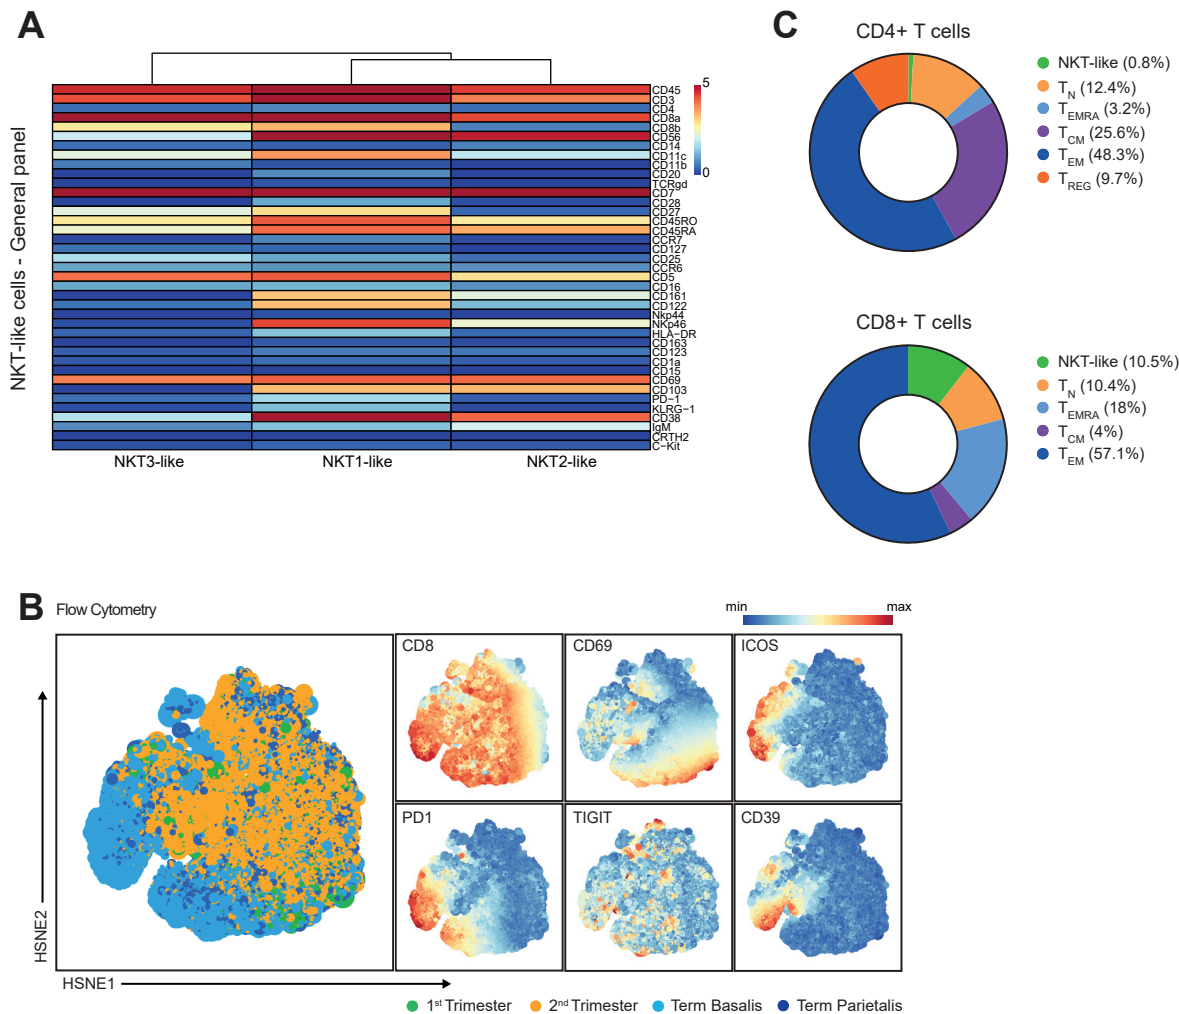 A
NKT-like cells - General panel
5
0
CD45
CD3
CD4
CD8a
CD8b
CD56
CD14
CD11c
CD11b
CD20
TCRgd
CD7
CD28
CD27
CD45RO
CD45RA
CCR7
CD127
CD25
CCR6
CD5
CD16
CD161
CD122
Nkp44
NKp46
HLA−DR
CD163
CD123
CD1a
CD15
CD69
CD103
PD−1
KLRG−1
CD38
IgM
CRTH2
C−Kit
NKT3-like NKT1-like NKT2-like
C
CD4+ T cells
NKT-like (0.8%)
TN (12.4%)
TEMRA (3.2%)
TCM (25.6%)
TEM (48.3%)
TREG (9.7%)
CD8+ T cells
NKT-like (10.5%)
TN (10.4%)
TEMRA (18%)
TCM (4%)
TEM (57.1%)
B
Flow Cytometry
min max
CD8 CD69 ICOS
PD1 TIGIT CD39
HSNE2
HSNE1
1st Trimester 2nd Trimester Term Basalis Term Parietalis